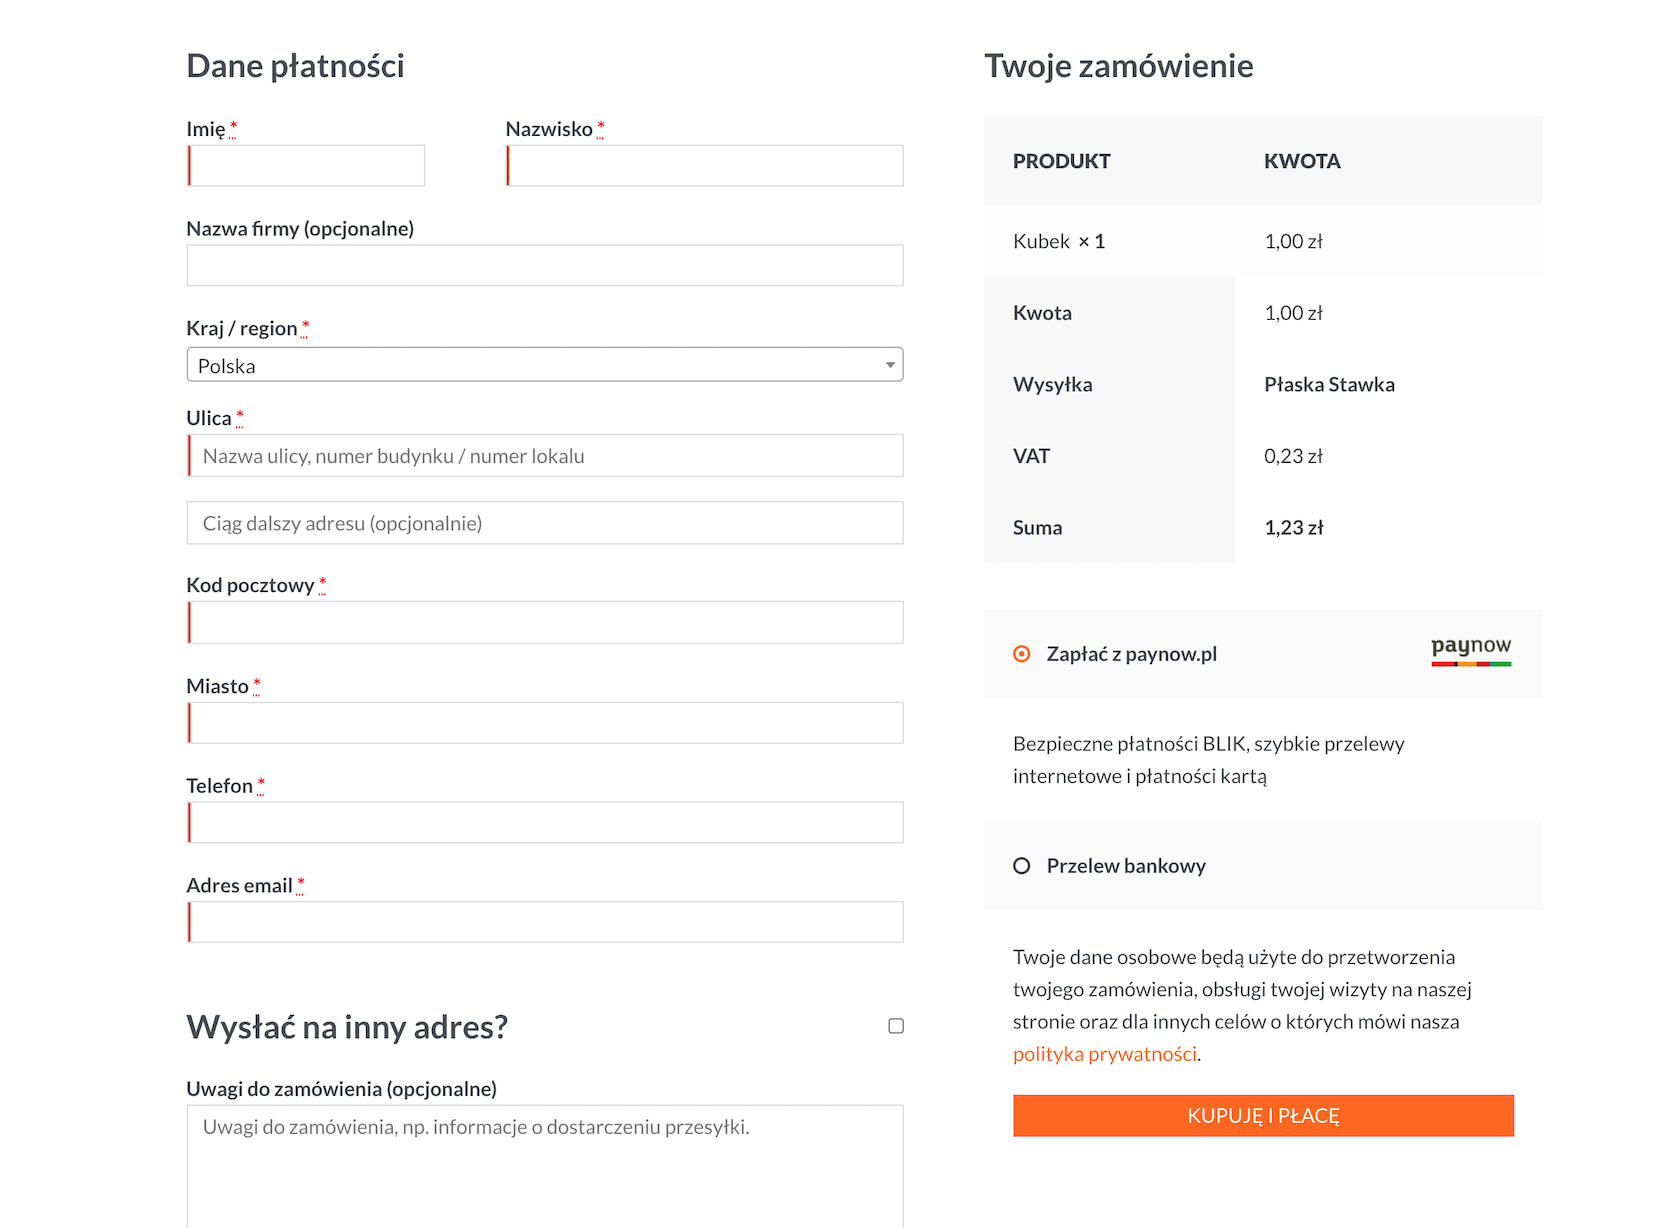 Dane płatności
Imię *
Nazwisko *
Nazwa firmy (opcjonalne)
Kraj / region *
Polska
Ulica *
Nazwa ulicy, numer budynku / numer lokalu
Ciąg dalszy adresu (opcjonalnie)
Kod pocztowy *
Miasto *
Telefon *
Adres email *
Wysłać na inny adres?
Uwagi do zamówienia (opcjonalne)
Uwagi do zamówienia, np. informacje o dostarczeniu przesyłki.
Twoje zamówienie
PRODUKT KWOTA
Kubek × 1 1,00 zł
Kwota 1,00 zł
Wysyłka Płaska Stawka
VAT 0,23 zł
Suma 1,23 zł
Zapłać z paynow.pl paynow
Bezpieczne płatności BLIK, szybkie przelewy
internetowe i płatności kartą
Przelew bankowy
Twoje dane osobowe będą użyte do przetworzenia
twojego zamówienia, obsługi twojej wizyty na naszej
stronie oraz dla innych celów o których mówi nasza
polityka prywatności.
KUPUJĘ I PŁACĘ